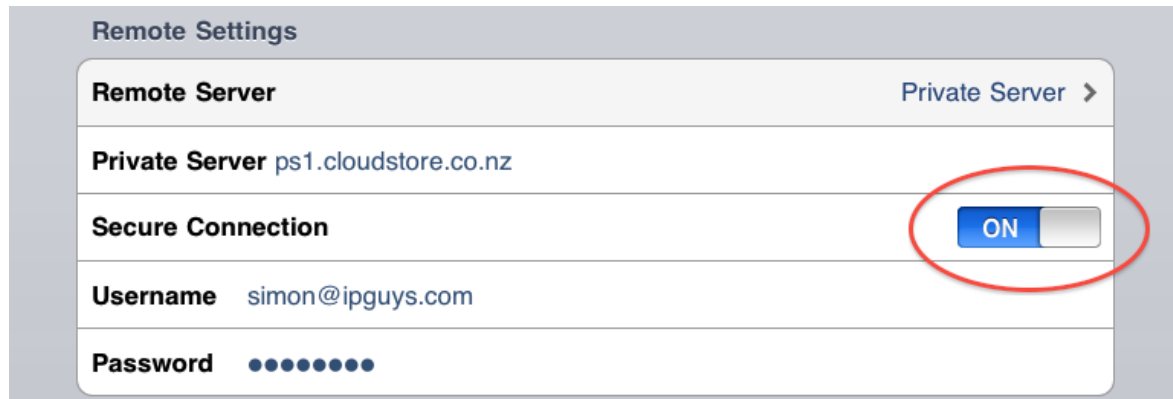 Remote Settings
Remote Server Private Server
Private Server ps1.cloudstore.co.nz
Secure Connection ON
Username simon@ipguys.com
Password ●●●●●●●●